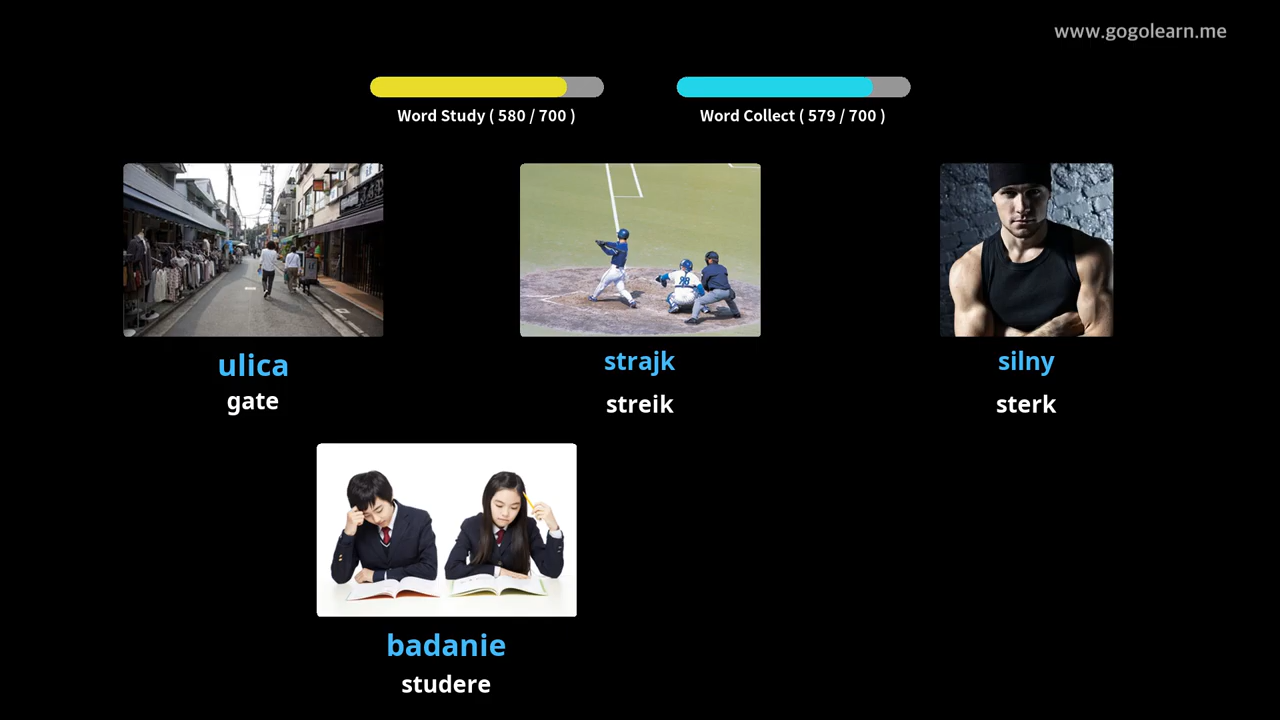 www.gogolearn.me
Word Study ( 580 / 700 )
Word Collect ( 579 / 700 )
ulica
gate
strajk
streik
silny
sterk
badanie
studere